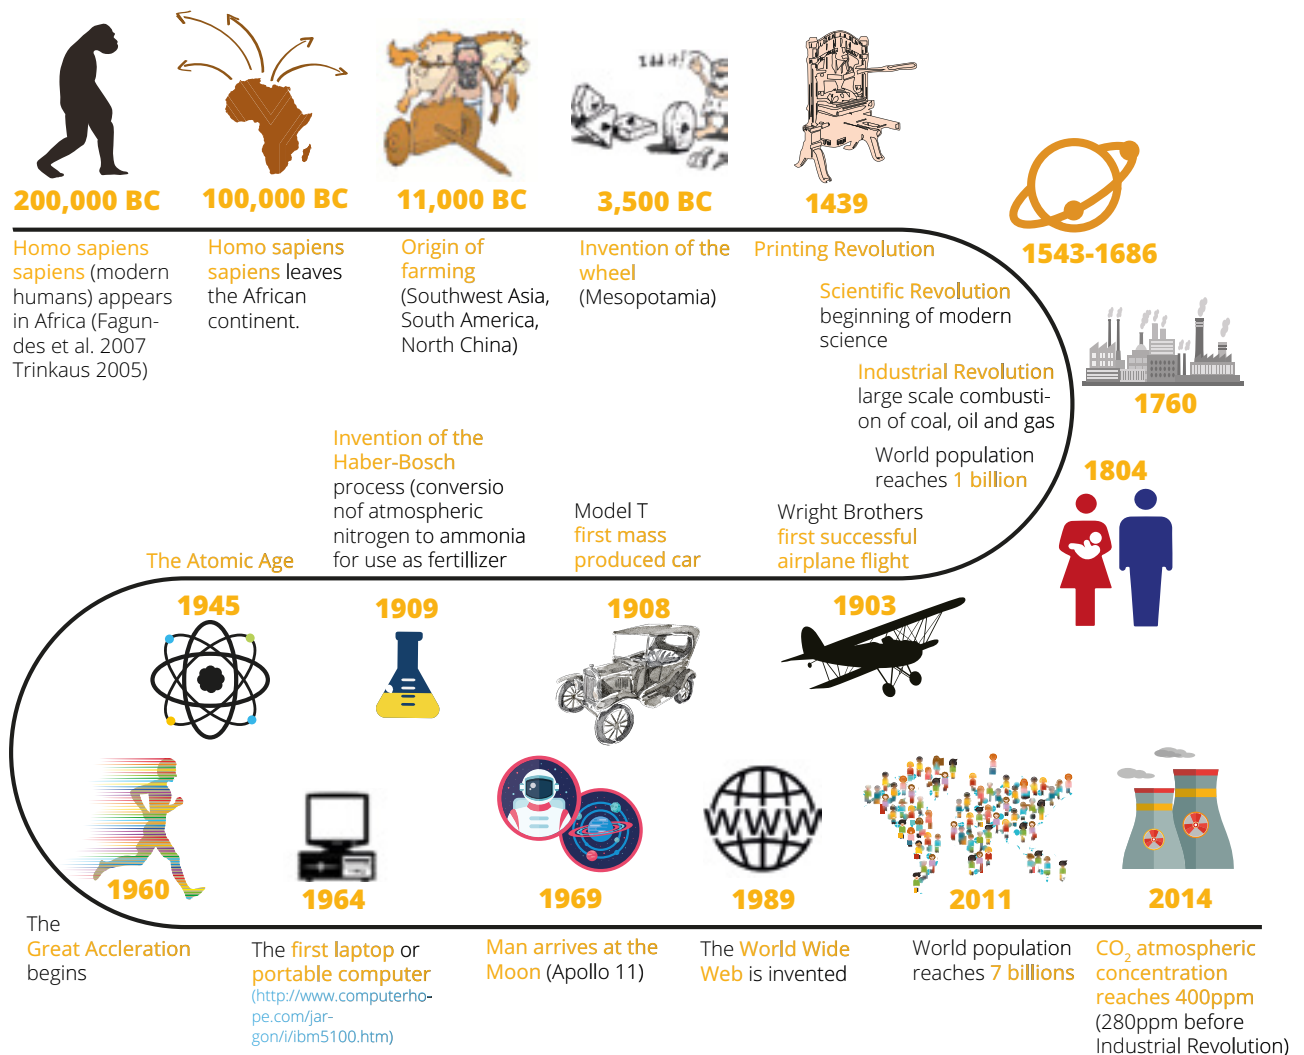 200,000 BC
Homo sapiens
sapiens (modern
humans) appears
in Africa (Fagun-
des et al. 2007
Trinkaus 2005)
100,000 BC
Homo sapiens
sapiens leaves
the African
continent.
11,000 BC
Origin of
farming
(Southwest Asia,
South America,
North China)
3,500 BC
Invention of the
wheel
(Mesopotamia)
1439
Printing Revolution
1543-1686
Scientific Revolution
beginning of modern
science
1760
Industrial Revolution
large scale combusti-
on of coal, oil and gas
1804
World population
reaches 1 billion
Wright Brothers
first successful
airplane flight
1903
Model T
first mass
produced car
1908
Invention of the
Haber-Bosch
process (conversio
nof atmospheric
nitrogen to ammonia
for use as fertillizer
1909
The Atomic Age
1945
1960
The
Great Accleration
begins
1964
The first laptop or
portable computer
(http://www.computerho-
pe.com/jar-
gon/i/ibm5100.htm)
1969
Man arrives at the
Moon (Apollo 11)
WWW
1989
The World Wide
Web is invented
2011
World population
reaches 7 billions
2014
CO₂ atmospheric
concentration
reaches 400ppm
(280ppm before
Industrial Revolution)